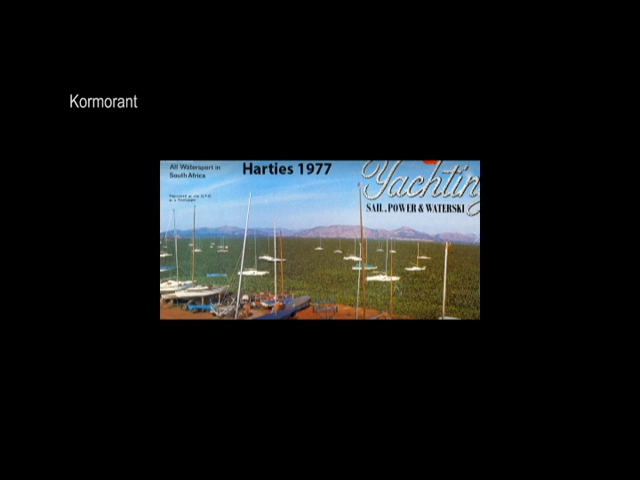 Kormorant
All Watersport in
South Africa
Harties 1977
Yachtin
SAIL, POWER & WATERSKI